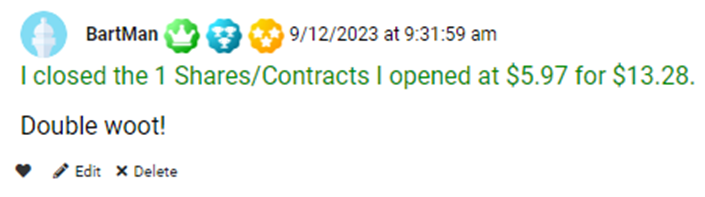 BartMan 9/12/2023 at 9:31:59 am
I closed the 1 Shares/Contracts I opened at $5.97 for $13.28.
Double woot!
Edit Delete